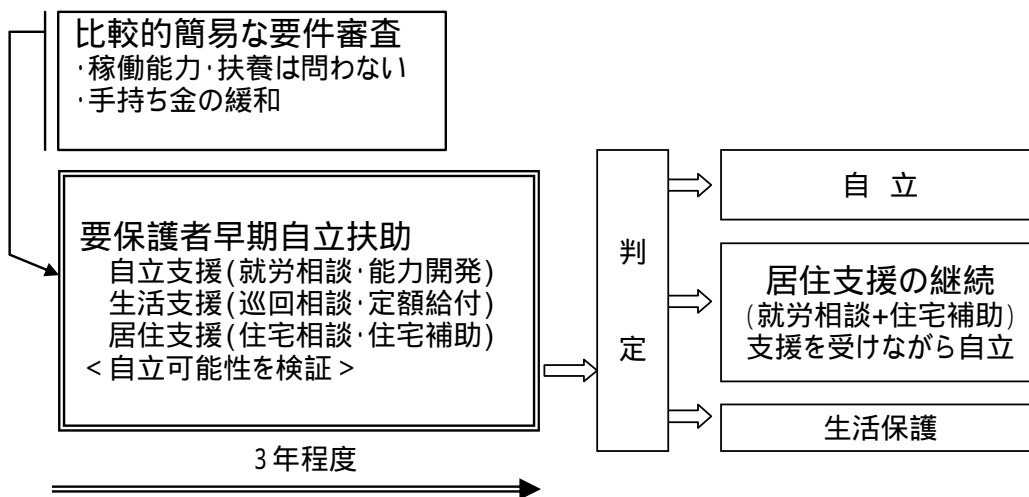 比較的簡易な要件審査
・稼働能力・扶養は問わない
・手持ち金の緩和
要保護者早期自立扶助
自立支援(就労相談・能力開発)
生活支援(巡回相談・定額給付)
居住支援(住宅相談・住宅補助)
<自立可能性を検証>
3年程度
判
定
自 立
居住支援の継続
(就労相談+住宅補助)
支援を受けながら自立
生活保護